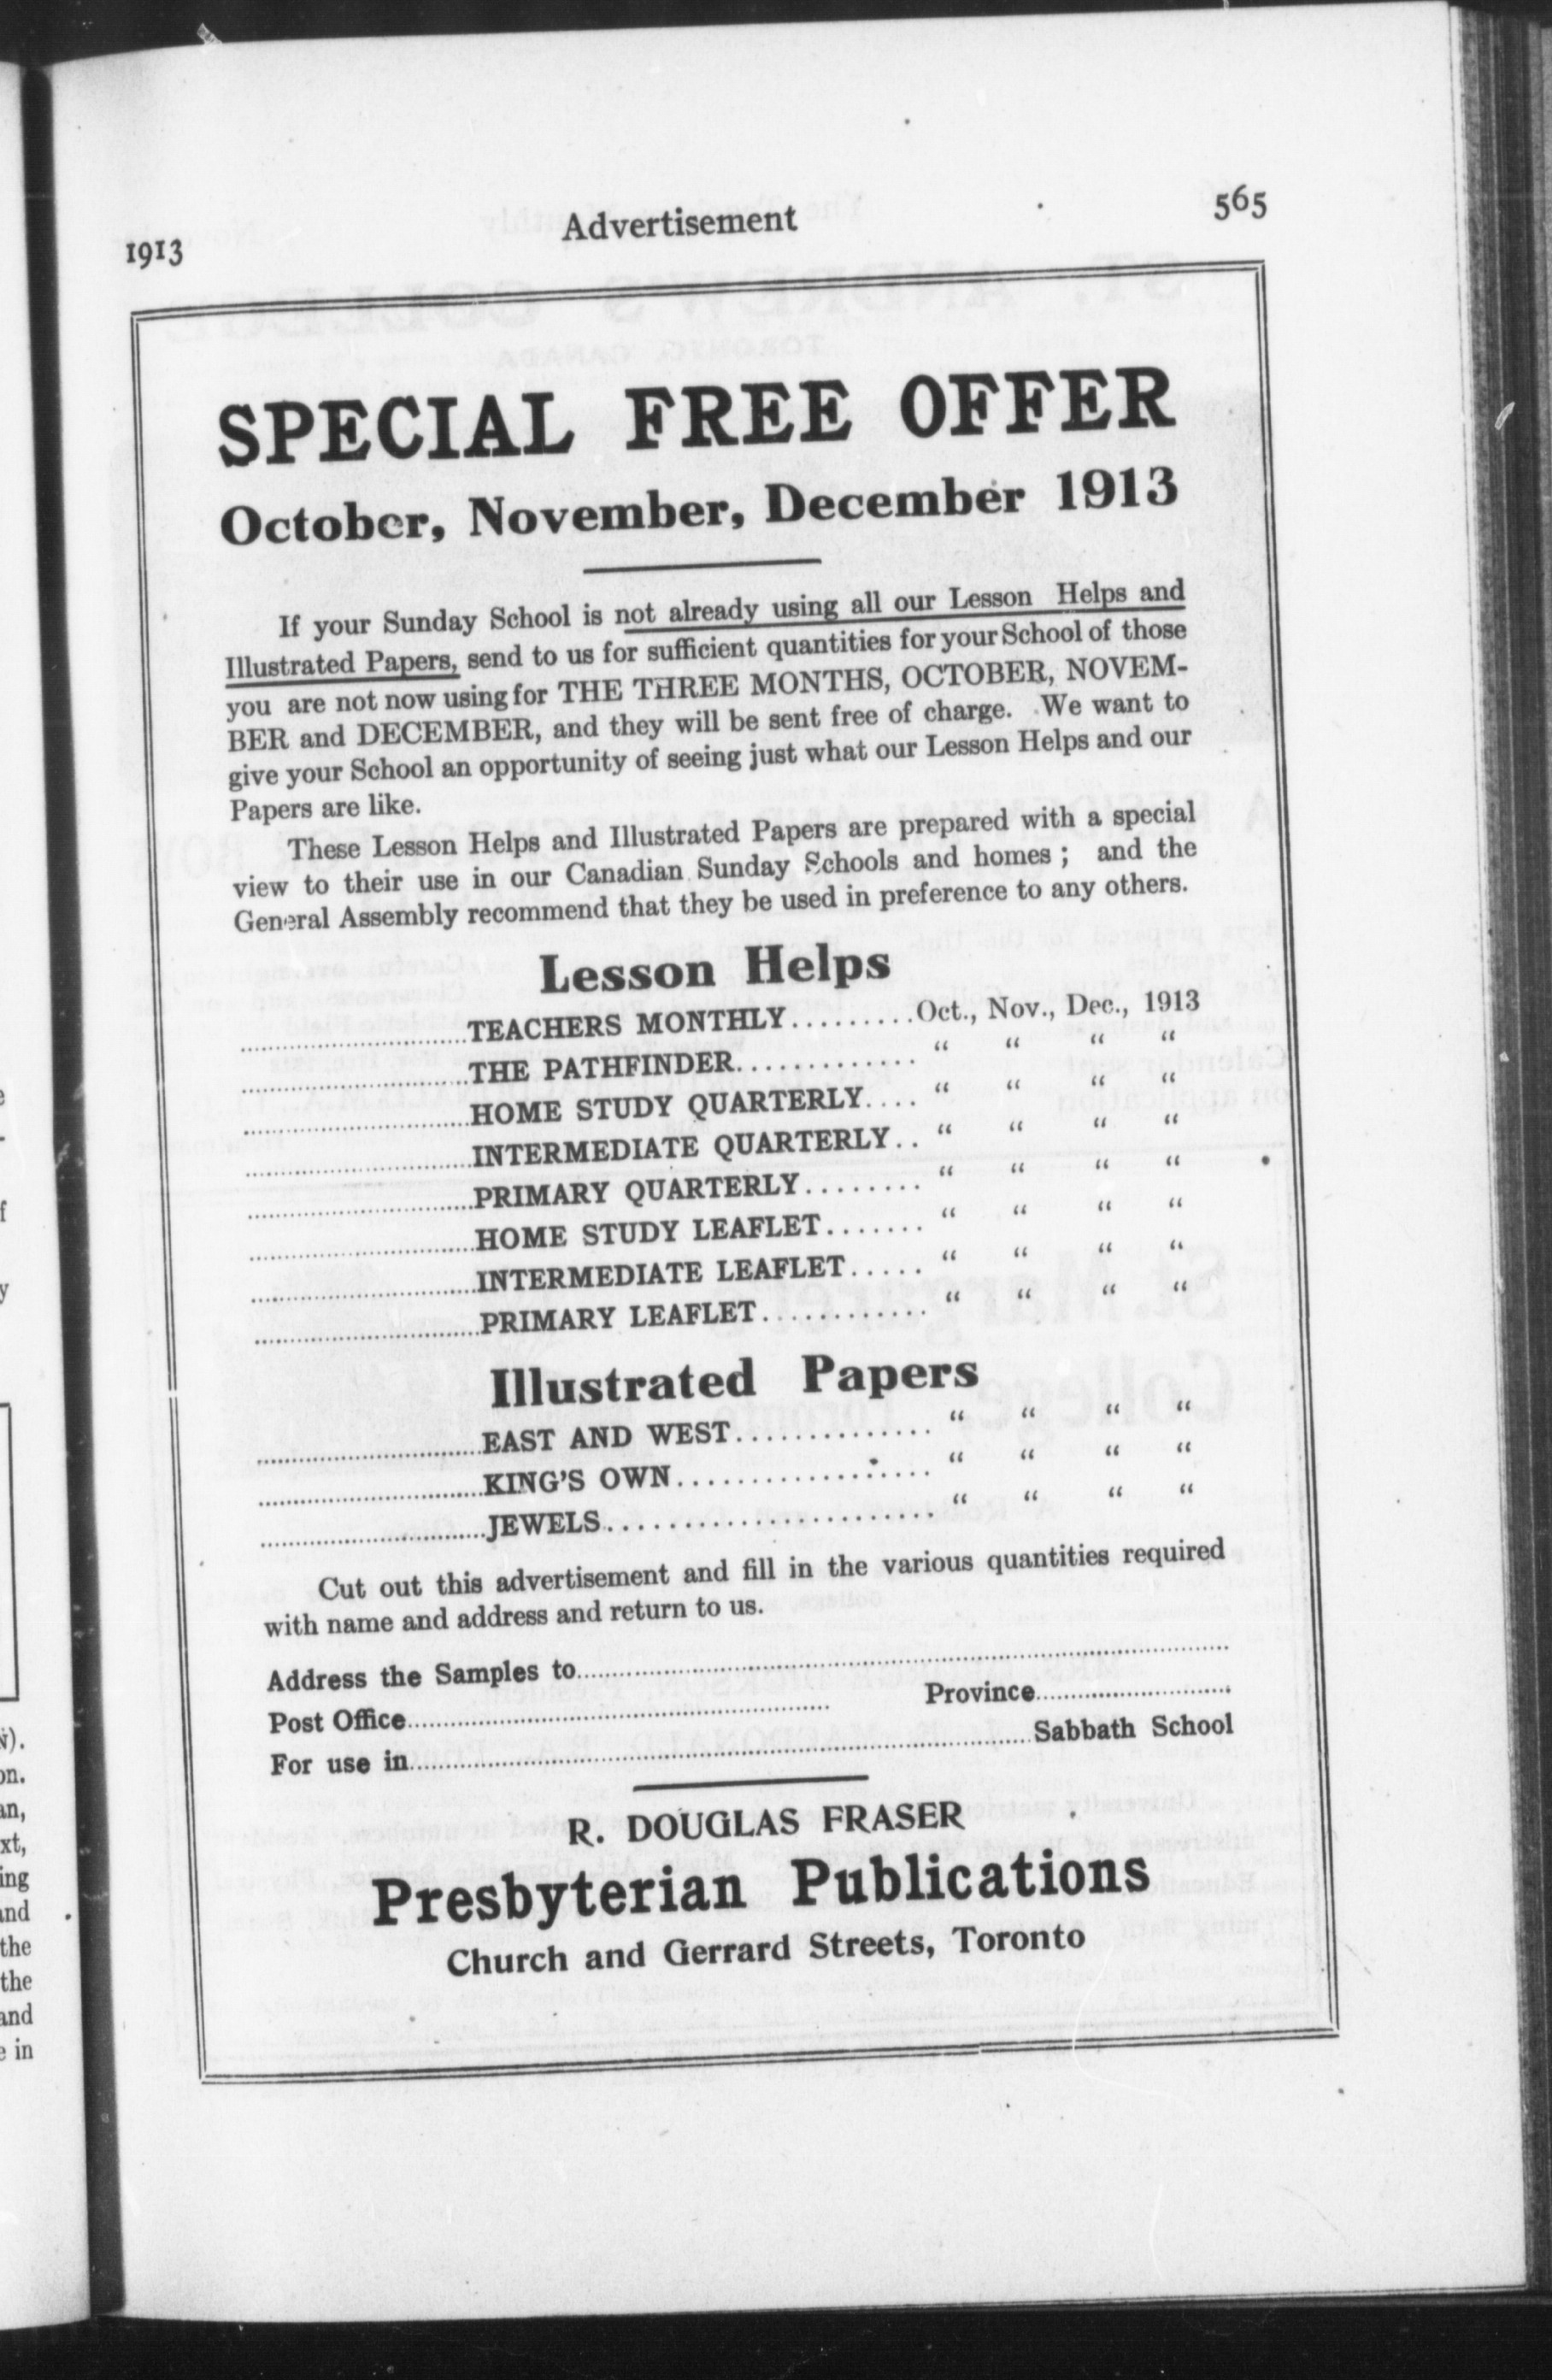 1913 Advertisement 565
SPECIAL FREE OFFER
October, November, December 1913
If your Sunday School is not already using all our Lesson Helps and
Illustrated Papers, send to us for sufficient quantities for your School of those
you are not now using for THE THREE MONTHS, OCTOBER, NOVEM-
BER and DECEMBER, and they will be sent free of charge. We want to
give your School an opportunity of seeing just what our Lesson Helps and our
Papers are like.
These Lesson Helps and Illustrated Papers are prepared with a special
view to their use in our Canadian Sunday Schools and homes ; and the
General Assembly recommend that they be used in preference to any others.
Lesson Helps
..............................TEACHERS MONTHLY.........Oct., Nov., Dec., 1913
..............................THE PATHFINDER............. “ “ “ “
..............................HOME STUDY QUARTERLY.... “ “ “ “
..............................INTERMEDIATE QUARTERLY.. “ “ “ “
..............................PRIMARY QUARTERLY........ “ “ “ “
..............................HOME STUDY LEAFLET....... “ “ “ “
..............................INTERMEDIATE LEAFLET..... “ “ “ “
..............................PRIMARY LEAFLET............ “ “ “ “
Illustrated Papers
..............................EAST AND WEST.............. “ “ “ “
..............................KING'S OWN................. “ “ “ “
..............................JEWELS........................ “ “ “ “
Cut out this advertisement and fill in the various quantities required
with name and address and return to us.
Address the Samples to..............................
Post Office.............................. Province..............................
For use in..............................Sabbath School
R. DOUGLAS FRASER
Presbyterian Publications
Church and Gerrard Streets, Toronto
on.
an,
xt,
ing
and
the
the
and
e in